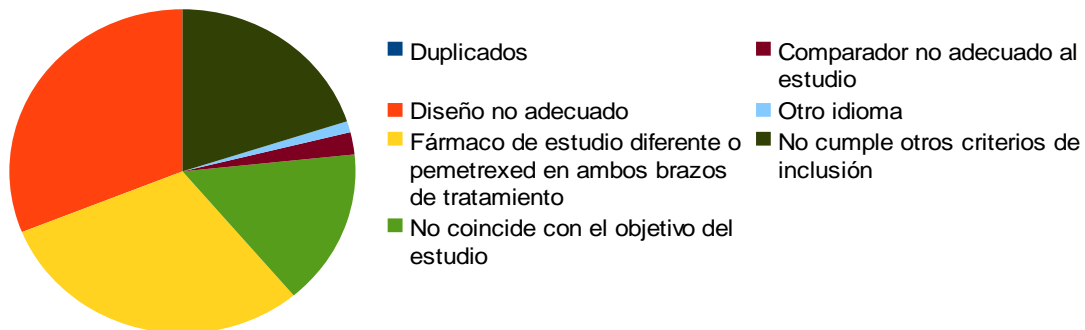 Duplicados
Diseño no adecuado
Fármaco de estudio diferente o
pemetrexed en ambos brazos
de tratamiento
No coincide con el objetivo del
estudio
Comparador no adecuado al
estudio
Otro idioma
No cumple otros criterios de
inclusión